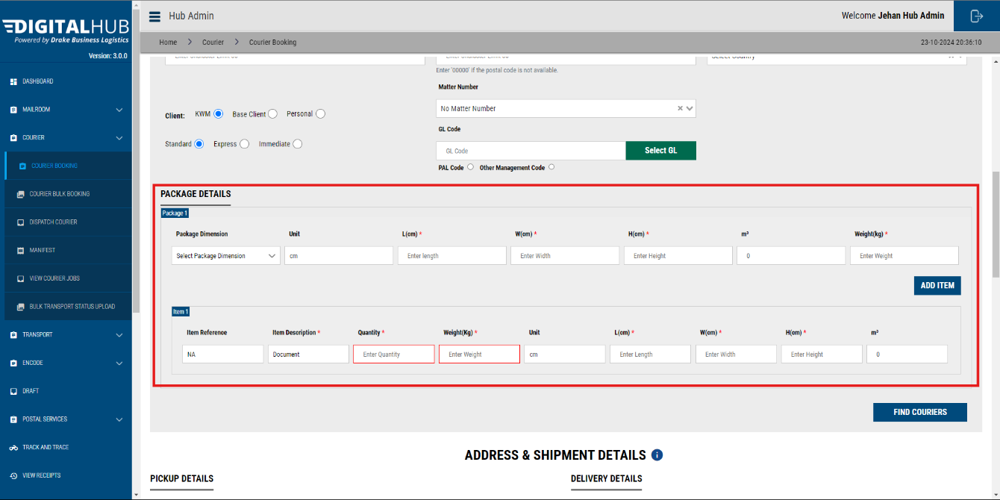 DIGITALHUB
Powered by Drake Business Logistics
Version: 3.0.0
DASHBOARD
MAILROOM
COURIER
COURIER BOOKING
COURIER BULK BOOKING
DISPATCH COURIER
MANIFEST
VIEW COURIER JOBS
BULK TRANSPORT STATUS UPLOAD
TRANSPORT
ENCODE
DRAFT
POSTAL SERVICES
TRACK AND TRACE
VIEW RECEIPTS
Hub Admin
Welcome Jehan Hub Admin
Home > Courier > Courier Booking
23-10-2024 20:36:10
Select Country
Enter '00000' if the postal code is not available.
Matter Number
Client: KWM Base Client Personal
No Matter Number
GL Code
Standard Express Immediate
GL Code Select GL
PAL Code Other Management Code
PACKAGE DETAILS
Package 1
Package Dimension Unit L(cm) * W(cm) * H(cm) * m³ Weight(kg) *
Select Package Dimension cm Enter length Enter Width Enter Height 0 Enter Weight
ADD ITEM
Item 1
Item Reference Item Description * Quantity * Weight(Kg) * Unit L(cm) * W(cm) * H(cm) * m³
NA Document Enter Quantity Enter Weight cm Enter Length Enter Width Enter Height 0
FIND COURIERS
ADDRESS & SHIPMENT DETAILS i
PICKUP DETAILS
DELIVERY DETAILS